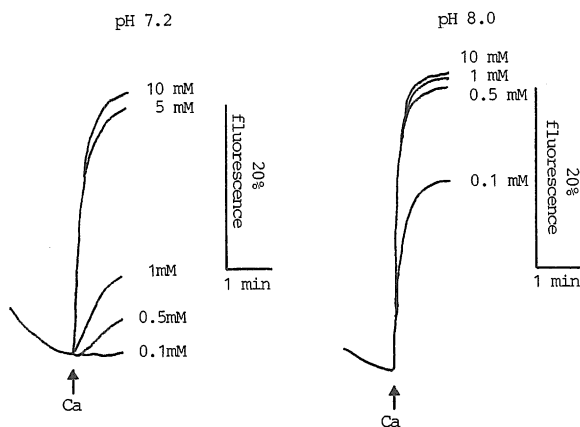 pH 7.2
10 mM
5 mM
1mM
0.5mM
0.1mM
Ca
20%
fluorescence
1 min
pH 8.0
10 mM
1 mM
0.5 mM
0.1 mM
Ca
20%
fluorescence
1 min